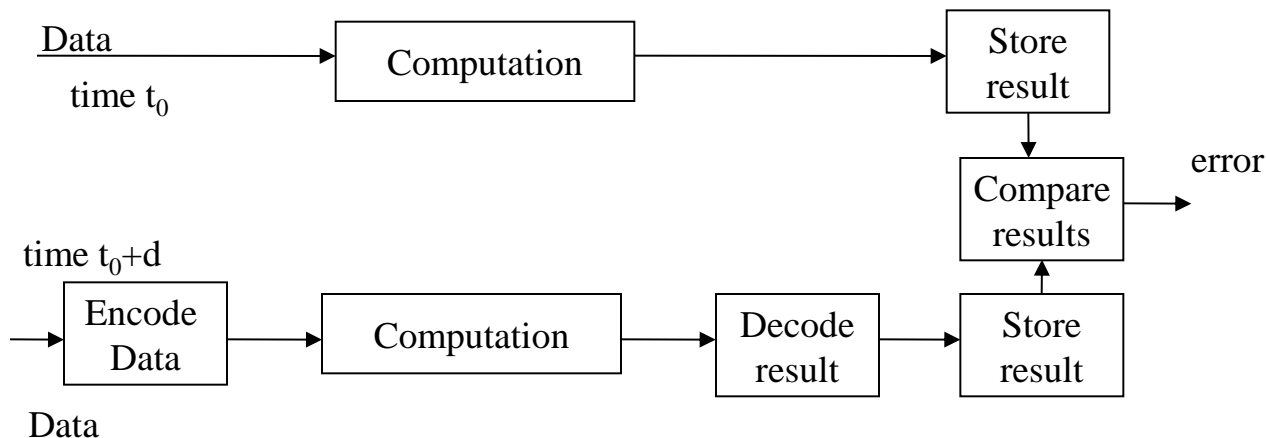 Data
time t₀
Computation
Store
result
Compare
results
error
time t₀+d
Encode
Data
Computation
Decode
result
Store
result
Data